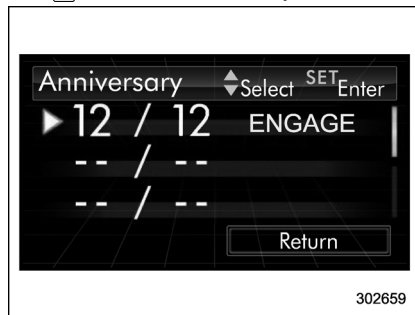 Anniversary Select SET Enter
12 / 12 ENGAGE
-- / --
-- / --
Return
302659